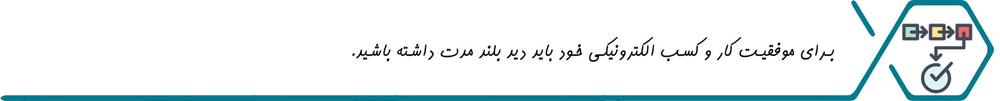 برای موفقیت کار و کسب الکترونیکی خود باید دید بلند مدت داشته باشید.